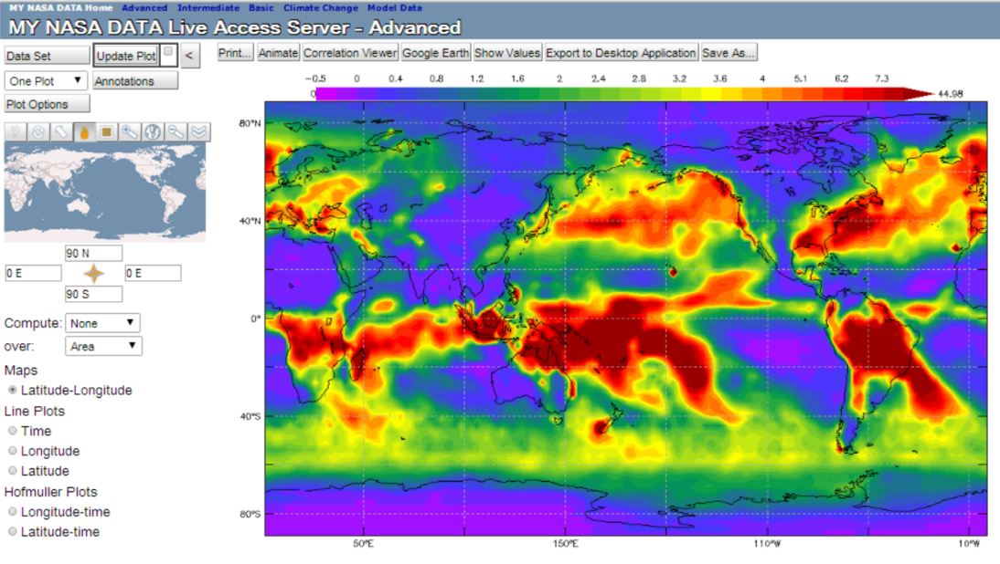 MY NASA DATA Home Advanced Intermediate Basic Climate Change Model Data
MY NASA DATA Live Access Server - Advanced
Data Set Update Plot < Print... Animate Correlation Viewer Google Earth Show Values Export to Desktop Application Save As...
One Plot Annotations
Plot Options
-0.5 0 0.4 0.8 1.2 1.6 2 2.4 2.8 3.2 3.6 4 5.1 6.2 7.3
0 44.98
80°N
40°N
0°
40°S
80°S
50°E 150°E 110°W 10°W
90 N
0 E 0 E
90 S
Compute: None
over: Area
Maps
Latitude-Longitude
Line Plots
Time
Longitude
Latitude
Hofmuller Plots
Longitude-time
Latitude-time